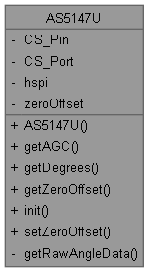 AS5147U
- CS_Pin
- CS_Port
- hspi
- zeroOffset
+ AS5147U()
+ getAGC()
+ getDegrees()
+ getZeroOffset()
+ init()
+ setZeroOffset()
- getRawAngleData()